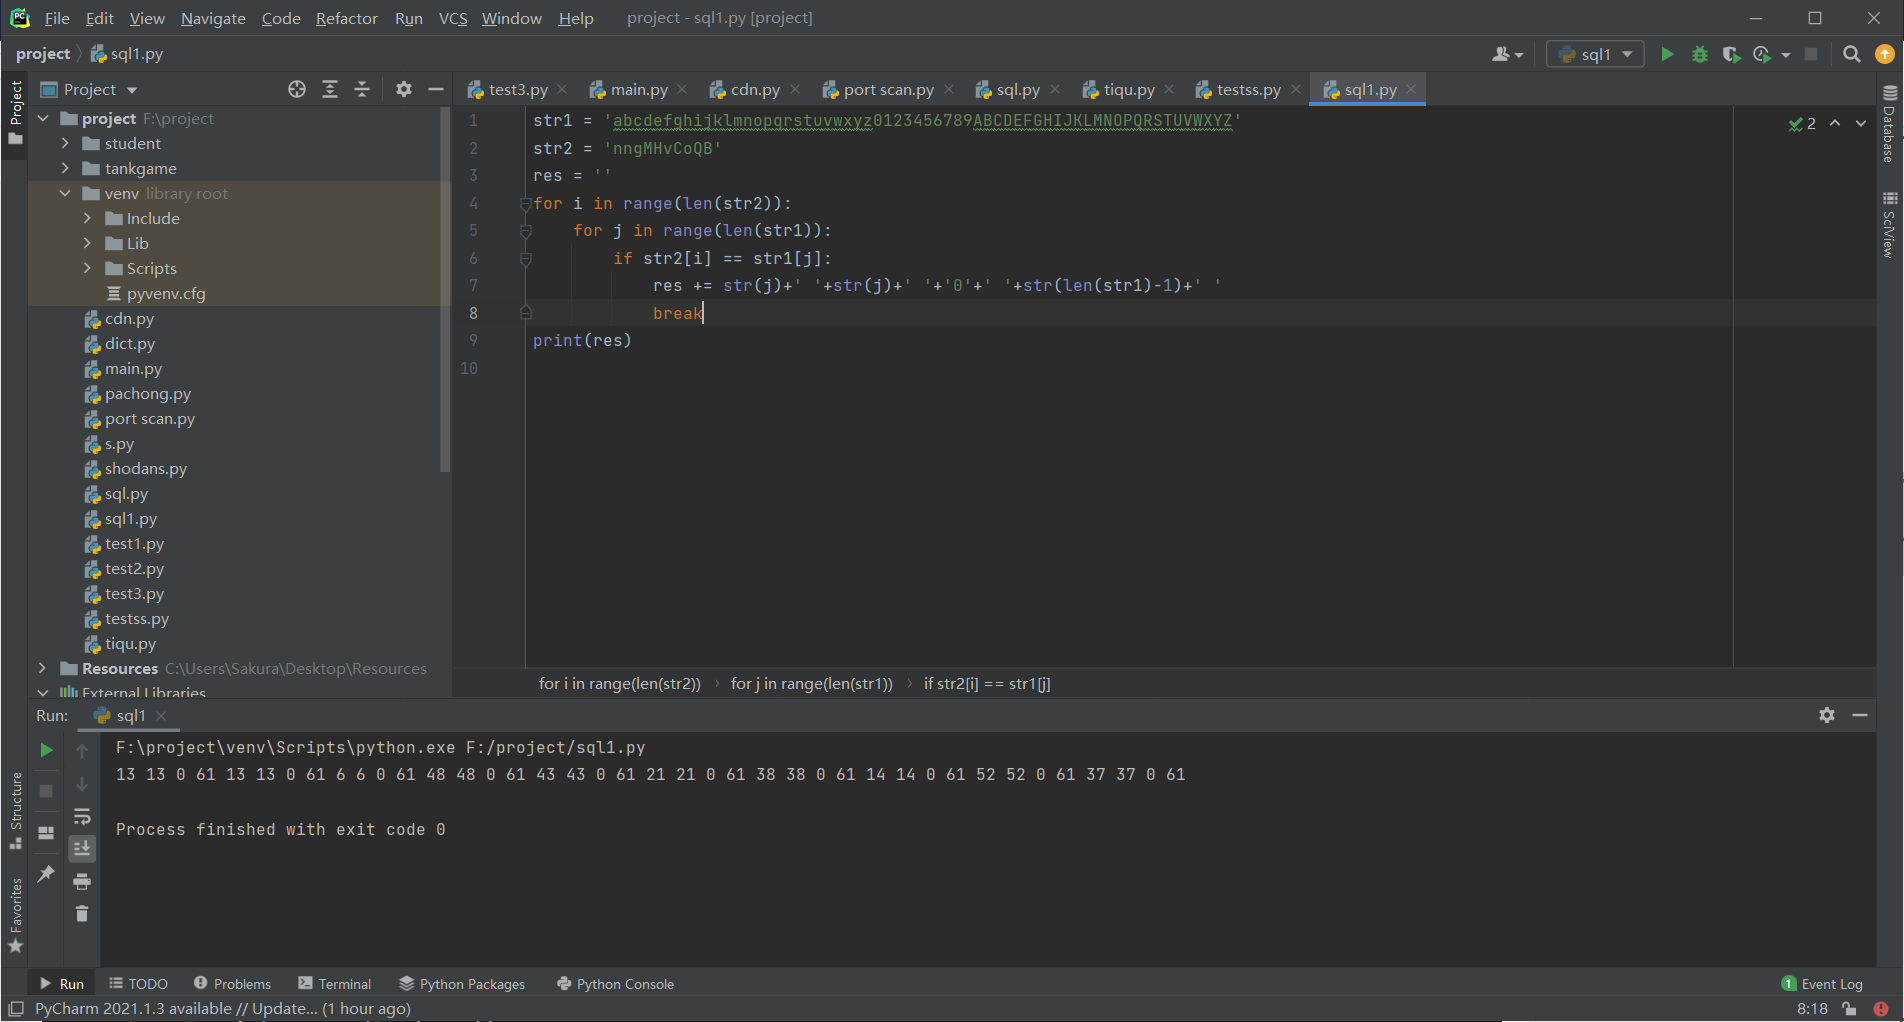 File Edit View Navigate Code Refactor Run VCS Window Help project - sql1.py [project]
project sql1.py
sql1
Project
test3.py main.py cdn.py port scan.py sql.py tiqu.py testss.py sql1.py
Project
project F:\project
student
tankgame
venv library root
Include
Lib
Scripts
pyvenv.cfg
cdn.py
dict.py
main.py
pachong.py
port scan.py
s.py
shodans.py
sql.py
sql1.py
test1.py
test2.py
test3.py
testss.py
tiqu.py
Resources C:\Users\Sakura\Desktop\Resources
External Libraries
1 str1 = 'abcdefghijklmnopqrstuvwxyz0123456789ABCDEFGHIJKLMNOPQRSTUVWXYZ'
2 str2 = 'nngMHvCoQB'
3 res = ''
4 for i in range(len(str2)):
5 for j in range(len(str1)):
6 if str2[i] == str1[j]:
7 res += str(j)+' '+str(j)+' '+'0'+' '+str(len(str1)-1)+' '
8 break
9 print(res)
10
2
Database
SciView
for i in range(len(str2)) › for j in range(len(str1)) › if str2[i] == str1[j]
Run: sql1
F:\project\venv\Scripts\python.exe F:/project/sql1.py
13 13 0 61 13 13 0 61 6 6 0 61 48 48 0 61 43 43 0 61 21 21 0 61 38 38 0 61 14 14 0 61 52 52 0 61 37 37 0 61
Process finished with exit code 0
Structure
Favorites
Run TODO Problems Terminal Python Packages Python Console 1 Event Log
PyCharm 2021.1.3 available // Update... (1 hour ago) 8:18